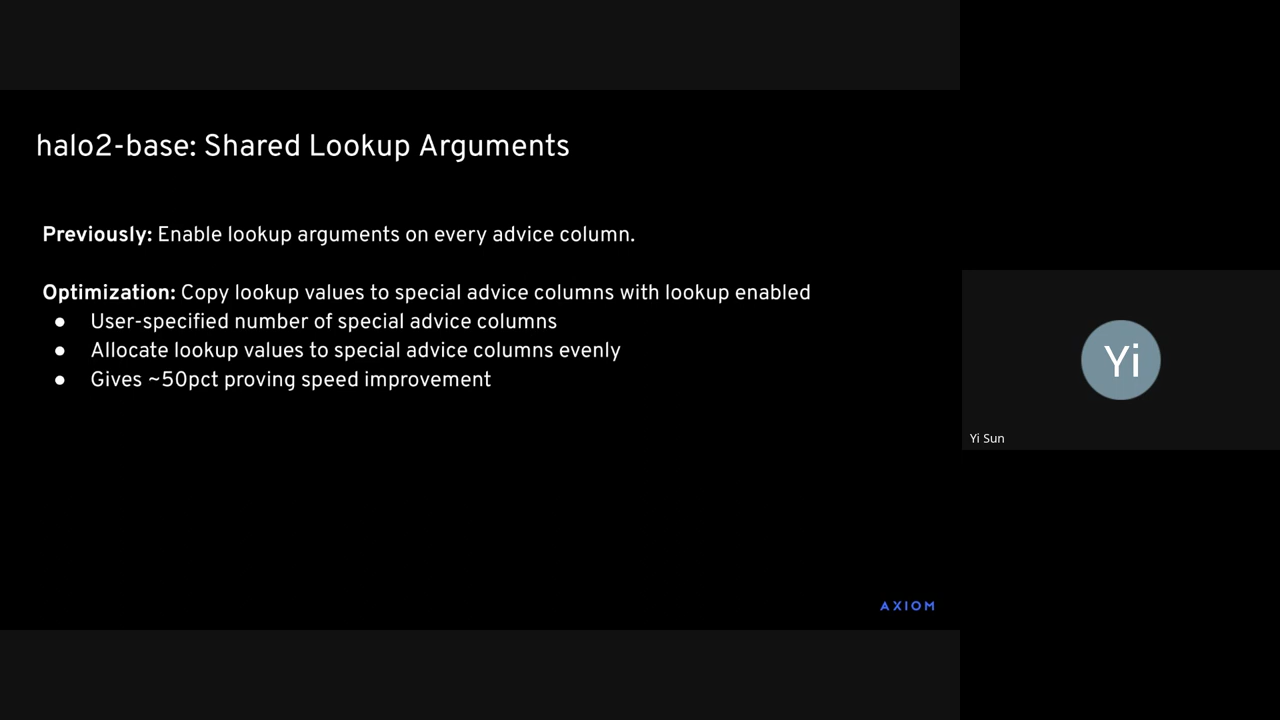 halo2-base: Shared Lookup Arguments
Previously: Enable lookup arguments on every advice column.
Optimization: Copy lookup values to special advice columns with lookup enabled
● User-specified number of special advice columns
● Allocate lookup values to special advice columns evenly
● Gives ~50pct proving speed improvement
AXIOM
Yi
Yi Sun